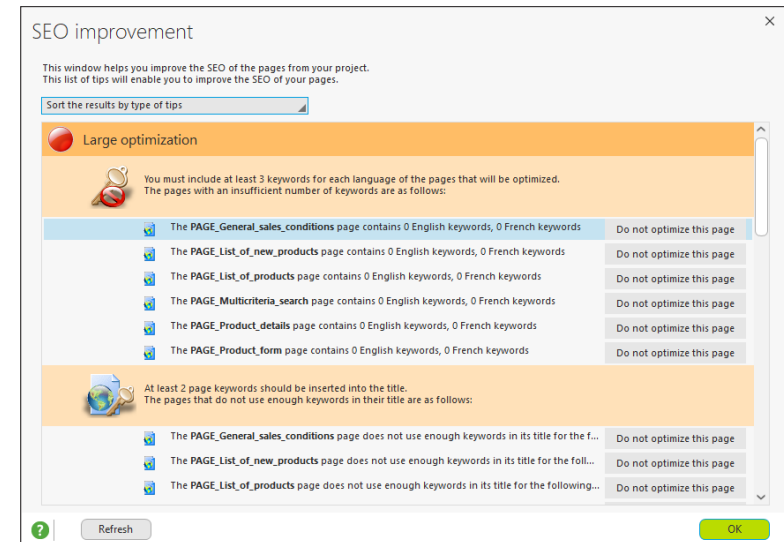 SEO improvement
This window helps you improve the SEO of the pages from your project.
This list of tips will enable you to improve the SEO of your pages.
Sort the results by type of tips
Large optimization
You must include at least 3 keywords for each language of the pages that will be optimized.
The pages with an insufficient number of keywords are as follows:
The PAGE_General_sales_conditions page contains 0 English keywords, 0 French keywords Do not optimize this page
The PAGE_List_of_new_products page contains 0 English keywords, 0 French keywords Do not optimize this page
The PAGE_List_of_products page contains 0 English keywords, 0 French keywords Do not optimize this page
The PAGE_Multicriteria_search page contains 0 English keywords, 0 French keywords Do not optimize this page
The PAGE_Product_details page contains 0 English keywords, 0 French keywords Do not optimize this page
The PAGE_Product_form page contains 0 English keywords, 0 French keywords Do not optimize this page
At least 2 page keywords should be inserted into the title.
The pages that do not use enough keywords in their title are as follows:
The PAGE_General_sales_conditions page does not use enough keywords in its title for the f... Do not optimize this page
The PAGE_List_of_new_products page does not use enough keywords in its title for the foll... Do not optimize this page
The PAGE_List_of_products page does not use enough keywords in its title for the following... Do not optimize this page
? Refresh OK